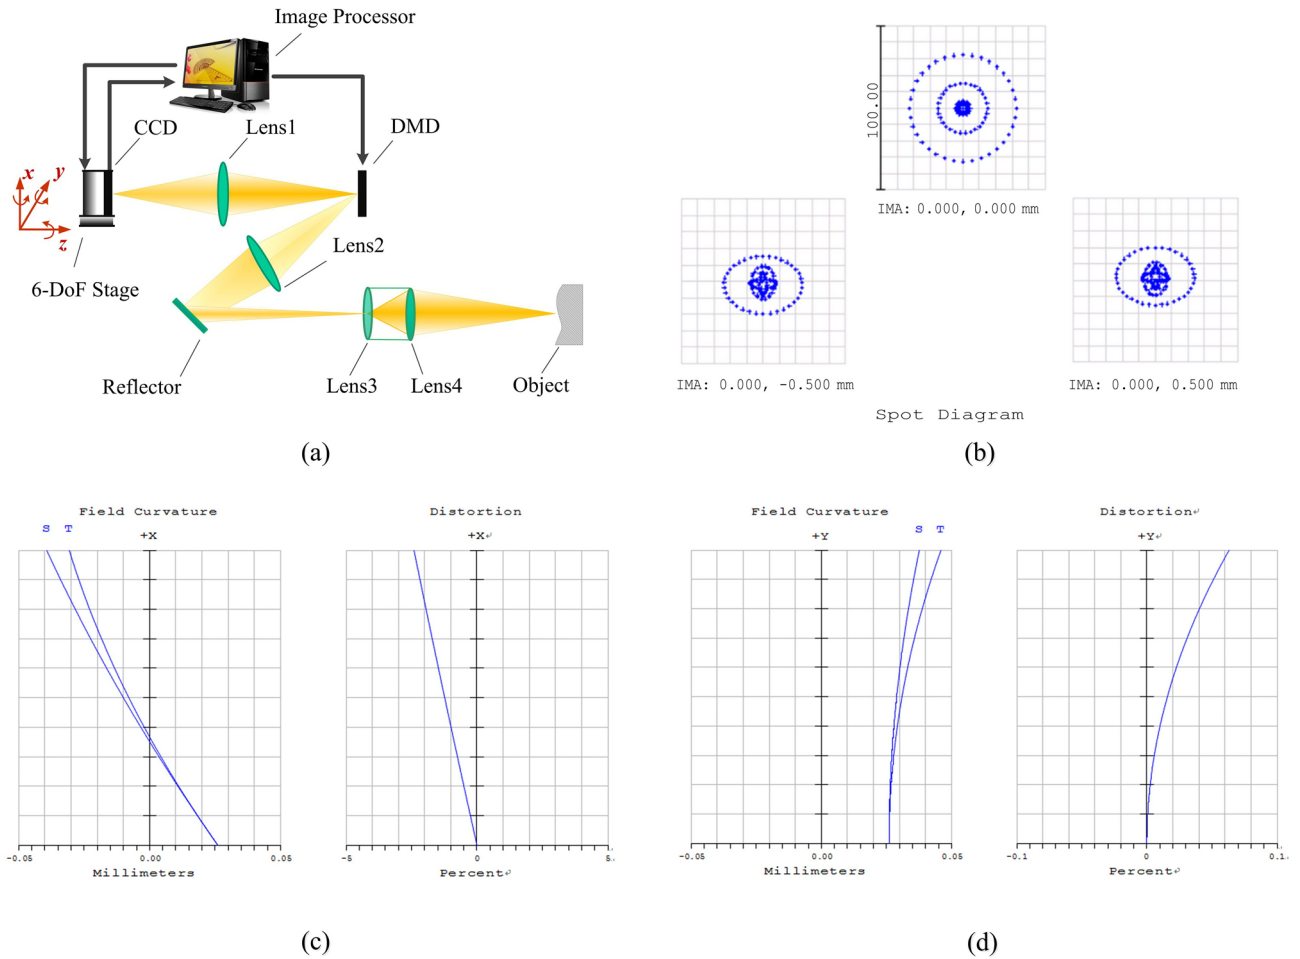 Image Processor
CCD
Lens1
DMD
x
y
z
Lens2
6-DoF Stage
Reflector
Lens3
Lens4
Object
(a)
100.00
IMA: 0.000, 0.000 mm
IMA: 0.000, -0.500 mm
IMA: 0.000, 0.500 mm
Spot Diagram
(b)
Field Curvature
S T
+X
-0.05 0.00 0.05
Millimeters
Distortion
+X↵
-5 0 5.
Percent↵
(c)
Field Curvature
+Y
S T
-0.05 0.00 0.05
Millimeters
Distortion↵
+Y↵
-0.1 0 0.1.
Percent↵
(d)